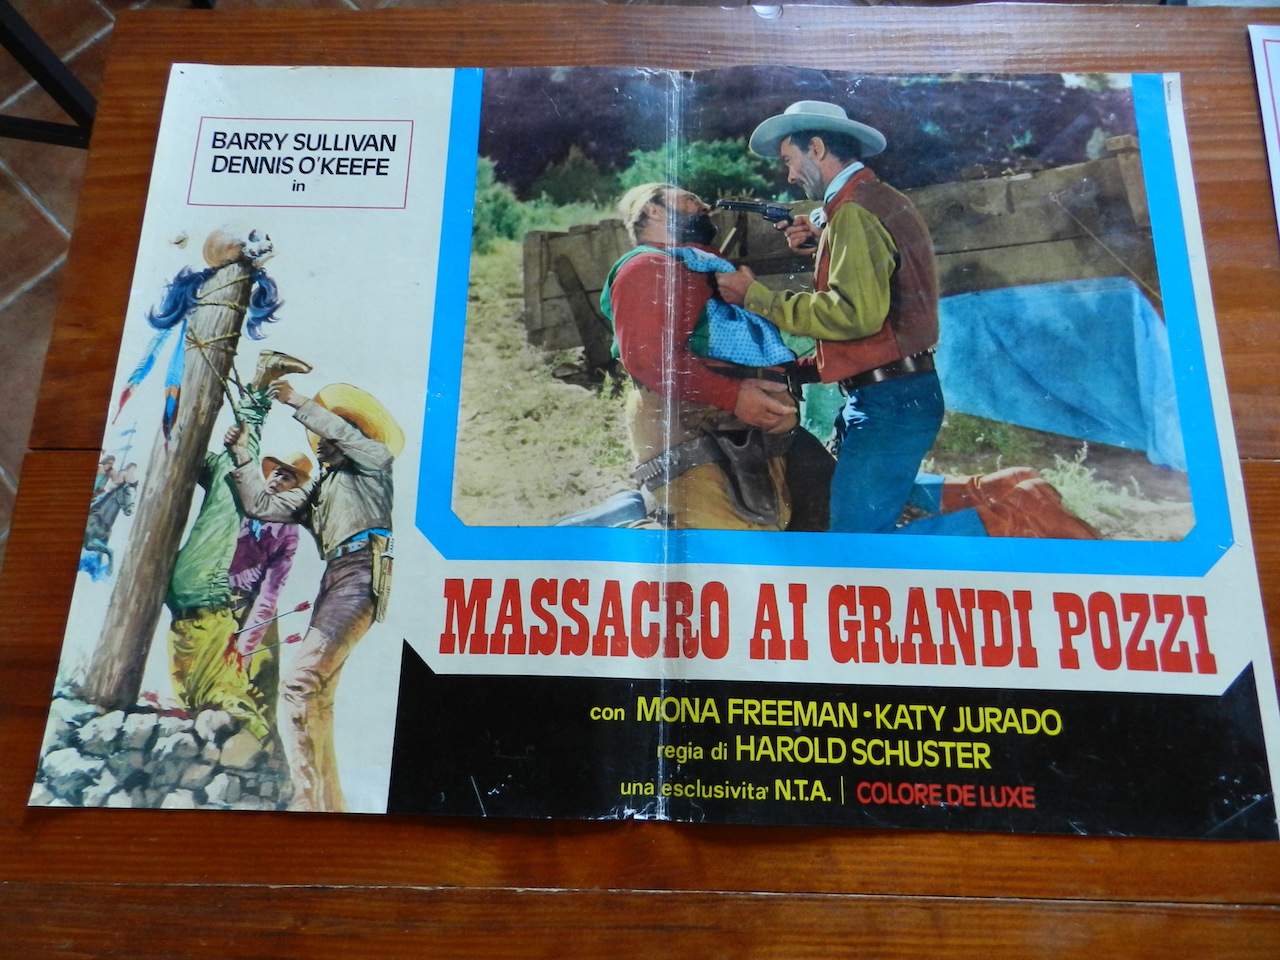 BARRY SULLIVAN
DENNIS O'KEEFE
in
MASSACRO AI GRANDI POZZI
con MONA FREEMAN • KATY JURADO
regia di HAROLD SCHUSTER
una esclusivita' N.T.A. | COLORE DE LUXE